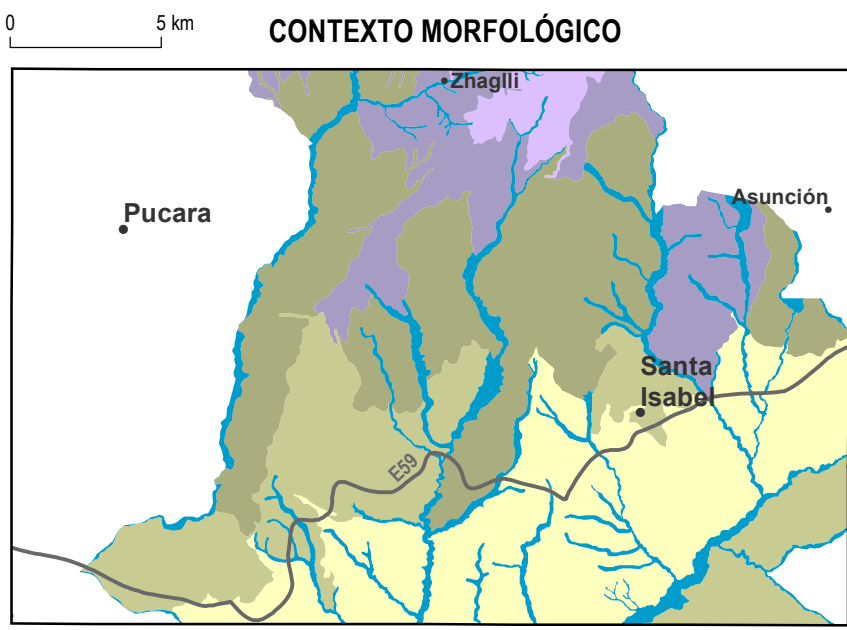 0 5 km
CONTEXTO MORFOLÓGICO
Zhaglli
Asunción
Pucara
Santa
Isabel
E59